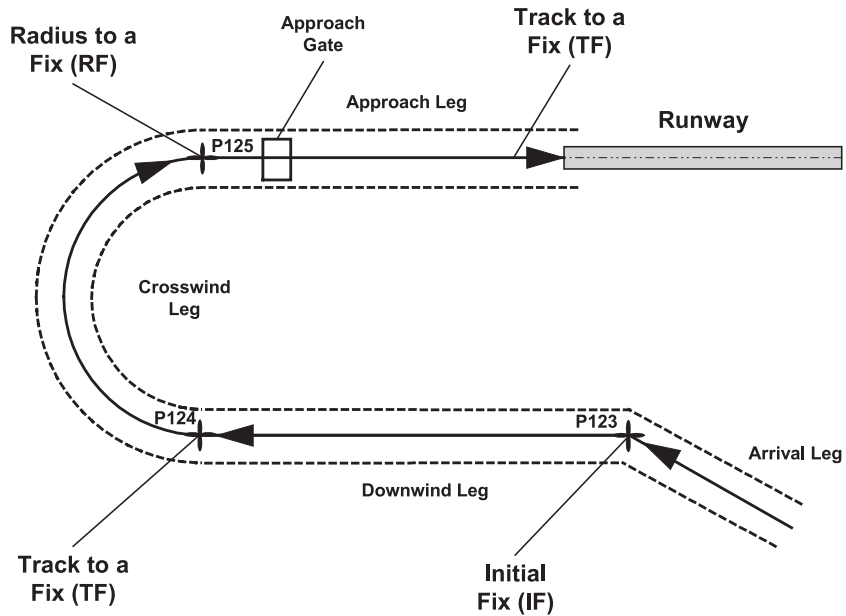 Radius to a
Fix (RF)
Approach
Gate
Track to a
Fix (TF)
Approach Leg
Runway
P125
Crosswind
Leg
P124
P123
Arrival Leg
Downwind Leg
Track to a
Fix (TF)
Initial
Fix (IF)